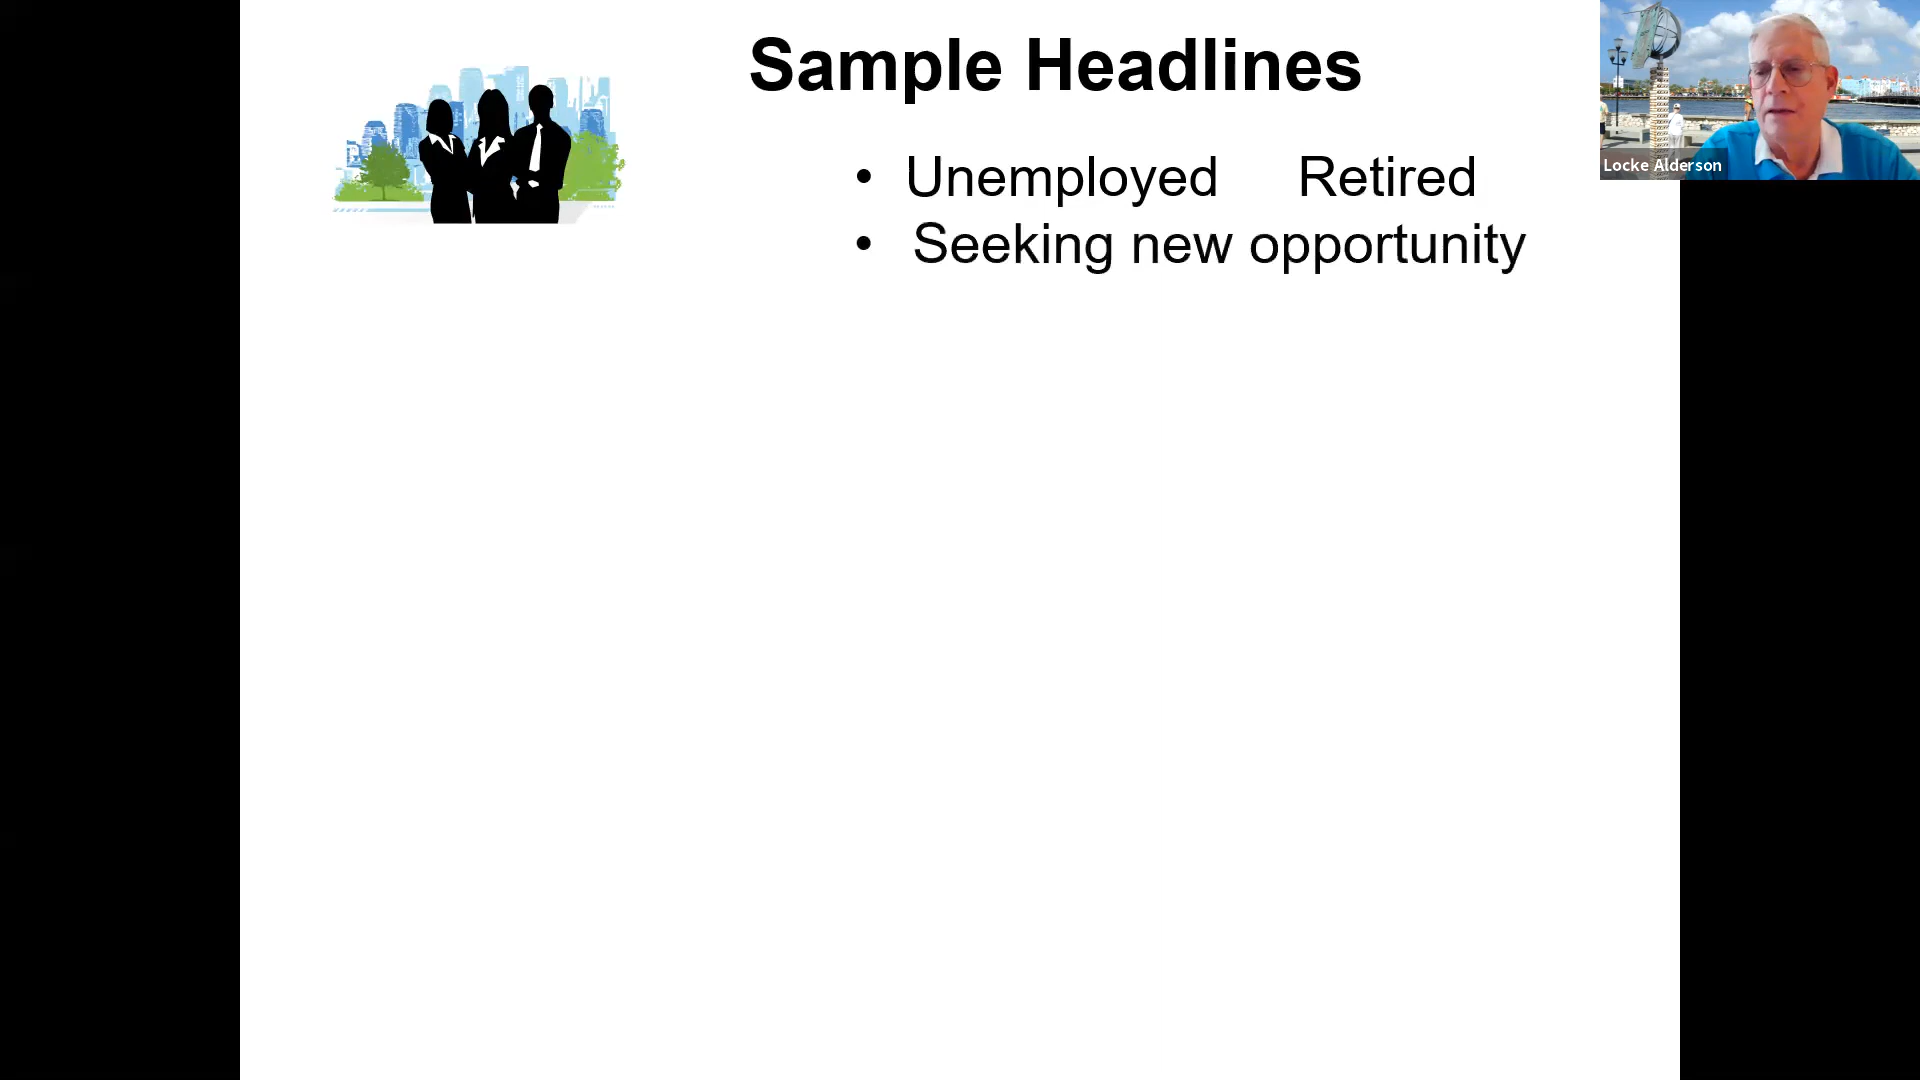 Sample Headlines
• Unemployed Retired
• Seeking new opportunity
Locke Alderson